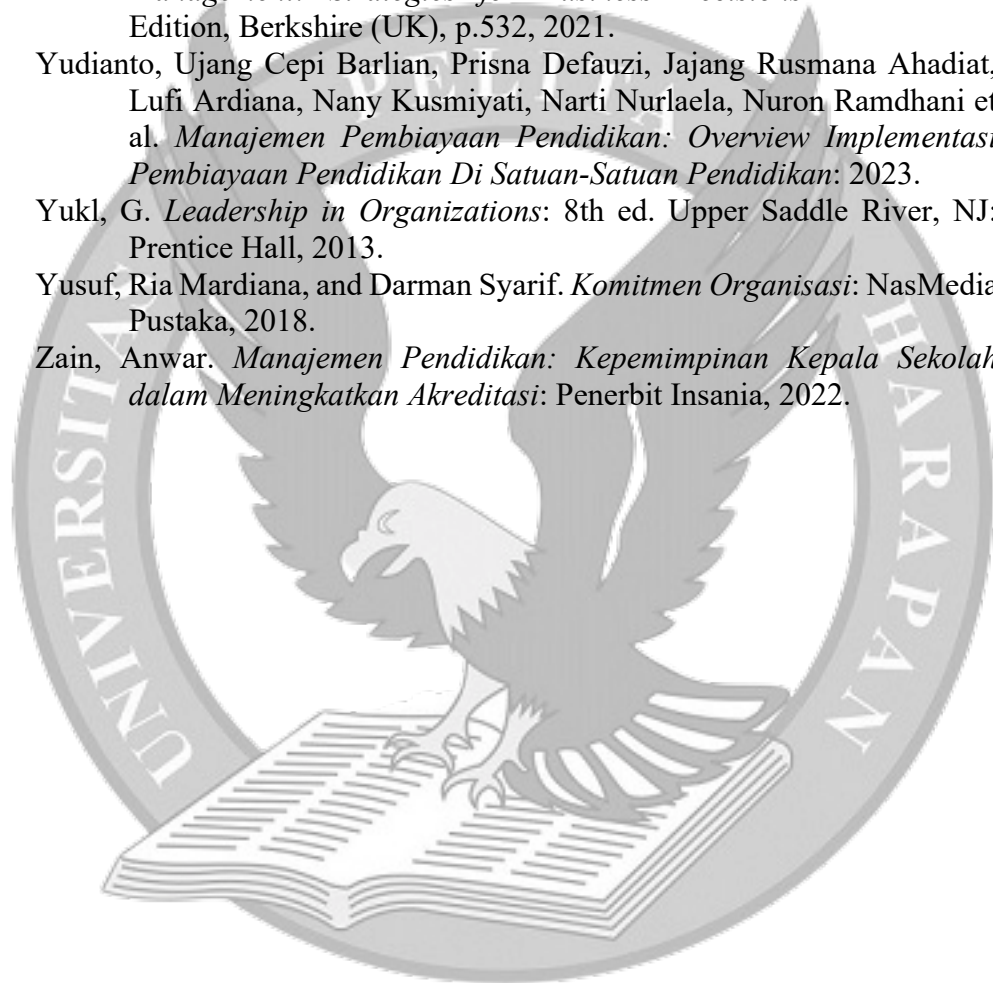 Edition, Berkshire (UK), p.532, 2021.
Yudianto, Ujang Cepi Barlian, Prisna Defauzi, Jajang Rusmana Ahadiat,
Lufi Ardiana, Nany Kusmiyati, Narti Nurlaela, Nuron Ramdhani et
al. Manajemen Pembiayaan Pendidikan: Overview Implementasi
Pembiayaan Pendidikan Di Satuan-Satuan Pendidikan: 2023.
Yukl, G. Leadership in Organizations: 8th ed. Upper Saddle River, NJ:
Prentice Hall, 2013.
Yusuf, Ria Mardiana, and Darman Syarif. Komitmen Organisasi: NasMedia
Pustaka, 2018.
Zain, Anwar. Manajemen Pendidikan: Kepemimpinan Kepala Sekolah
dalam Meningkatkan Akreditasi: Penerbit Insania, 2022.
UNIVERSITAS
PELITA
HARAPAN